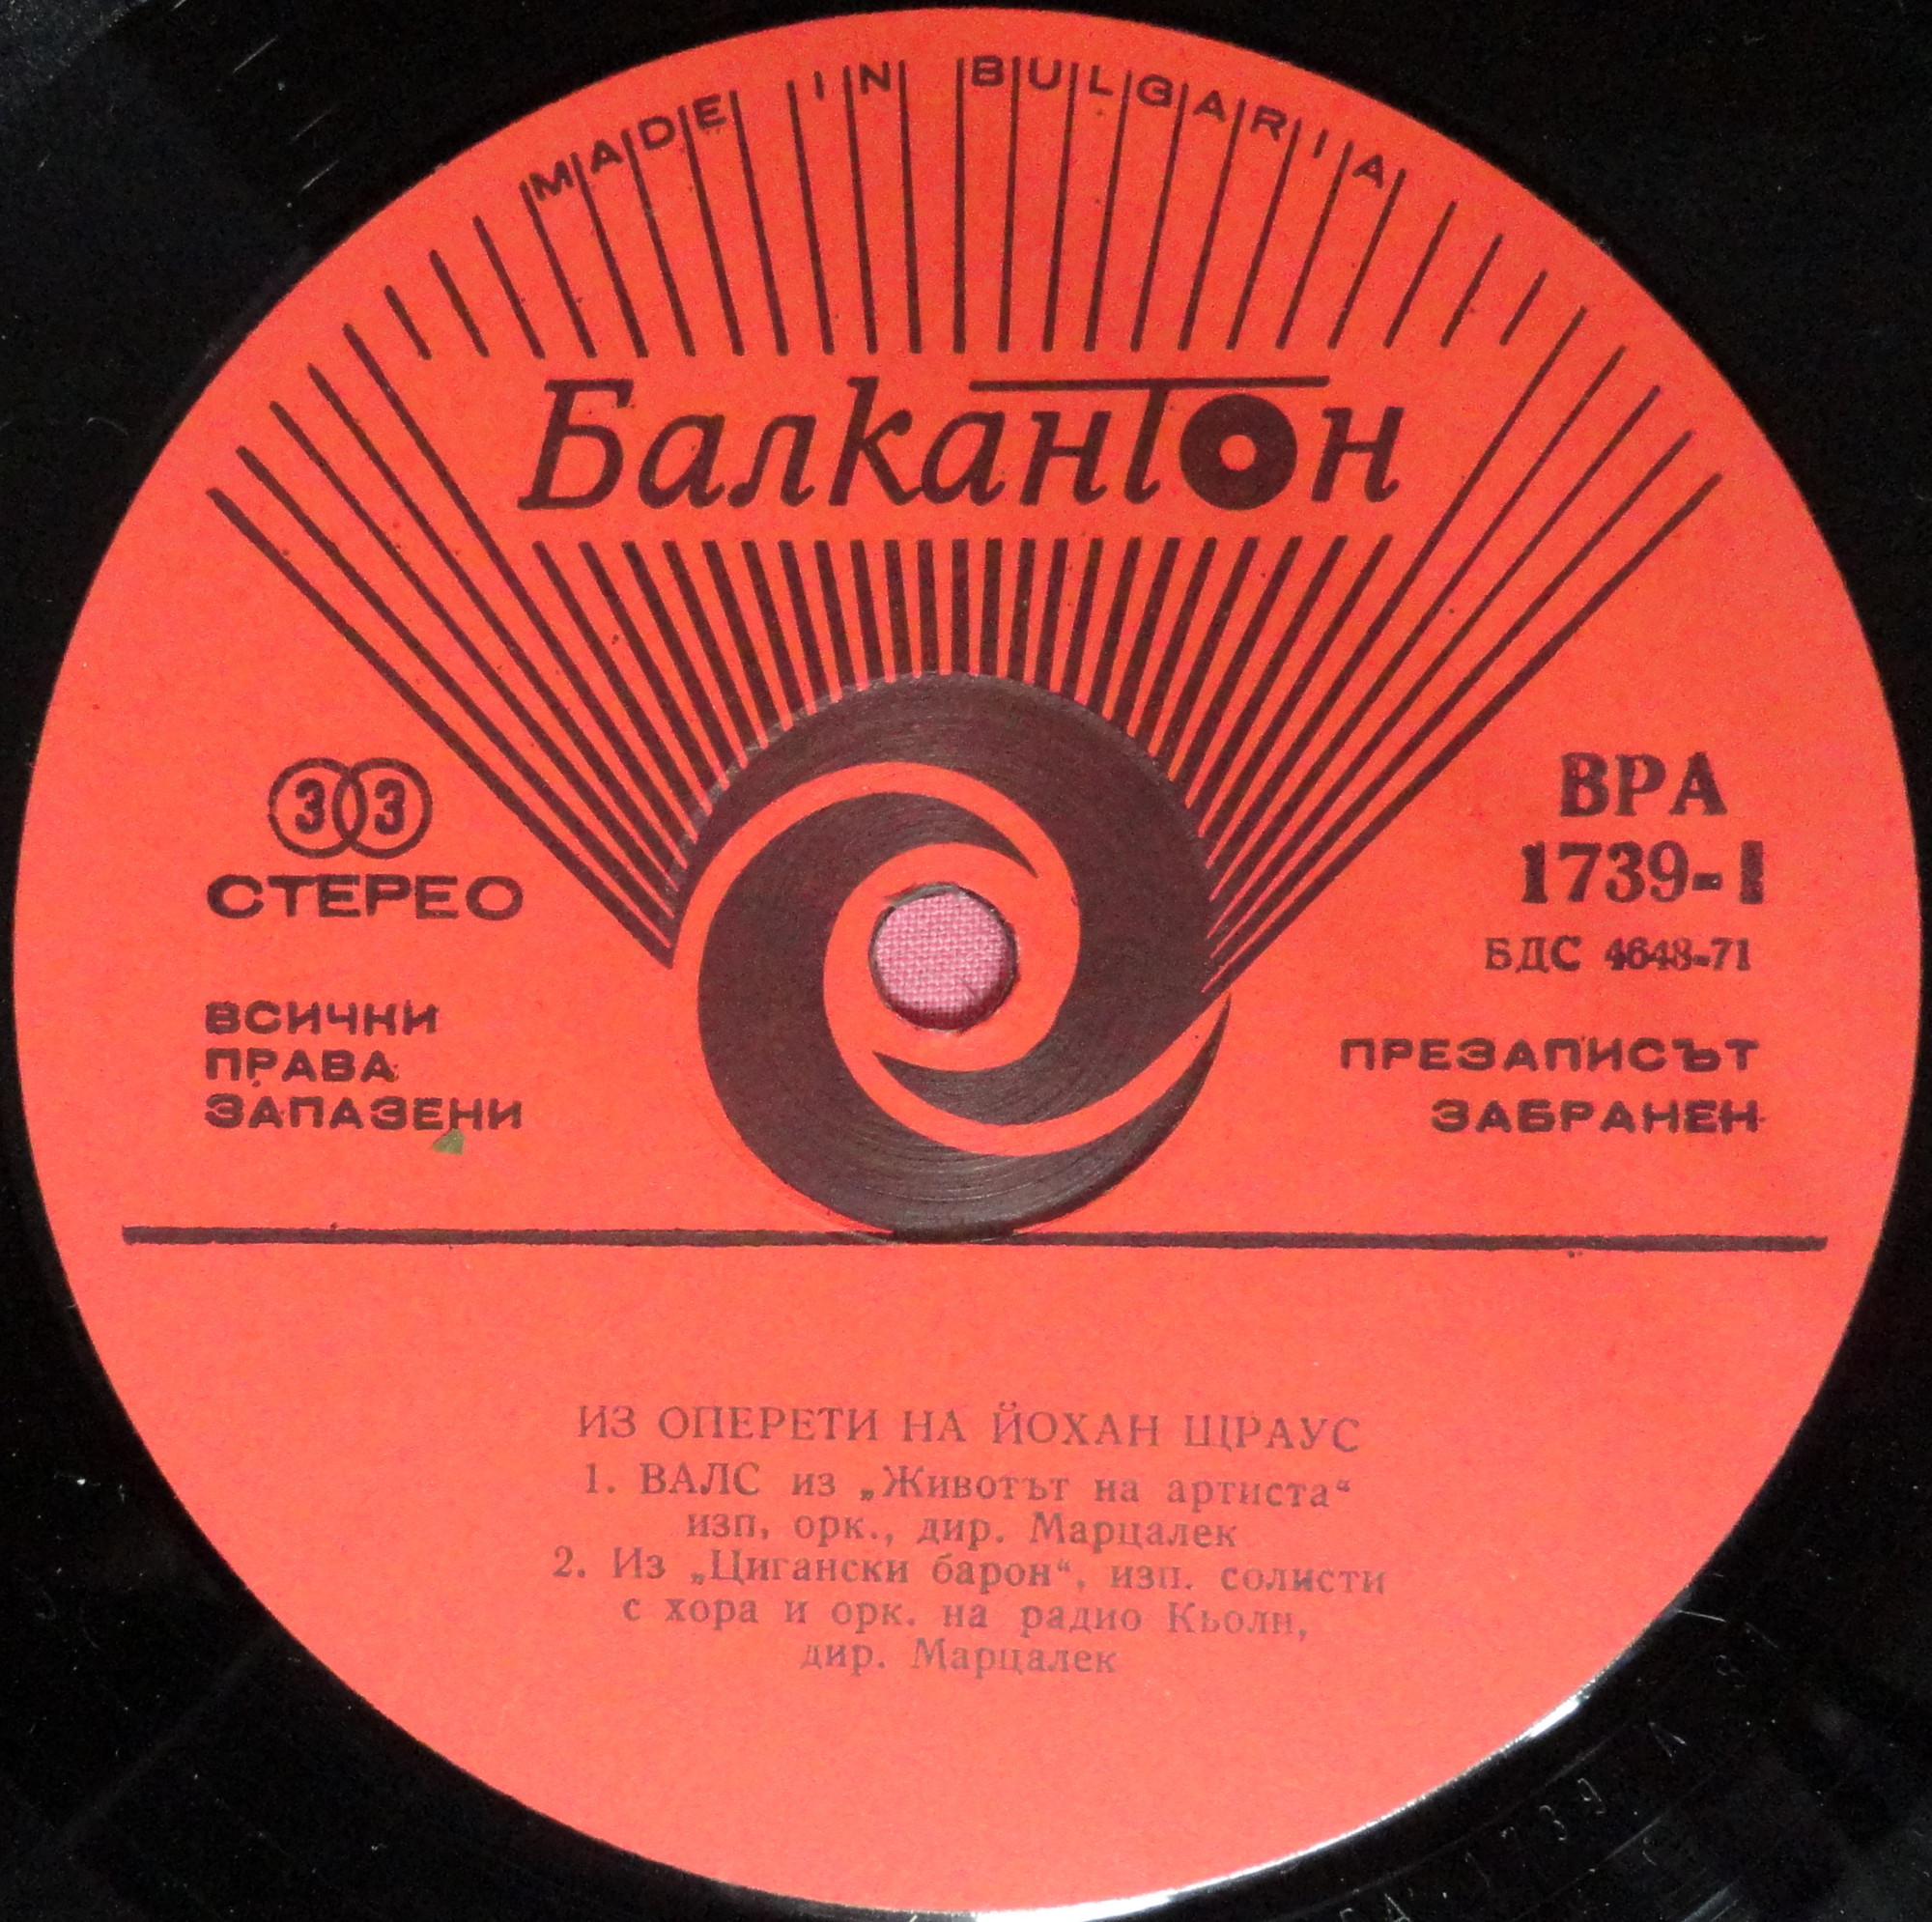 MADE IN BULGARIA
Балкантон
33
СТЕРЕО
ВРА
1739-I
БДС 4648-71
ВСИЧКИ
ПРАВА
ЗАПАЗЕНИ
ПРЕЗАПИСЪТ
ЗАБРАНЕН
ИЗ ОПЕРЕТИ НА ЙОХАН ЩРАУС
1. ВАЛС из „Животът на артиста“
изп. орк., дир. Марцалек
2. Из „Цигански барон“, изп. солисти
с хора и орк. на радио Кьолн,
дир. Марцалек